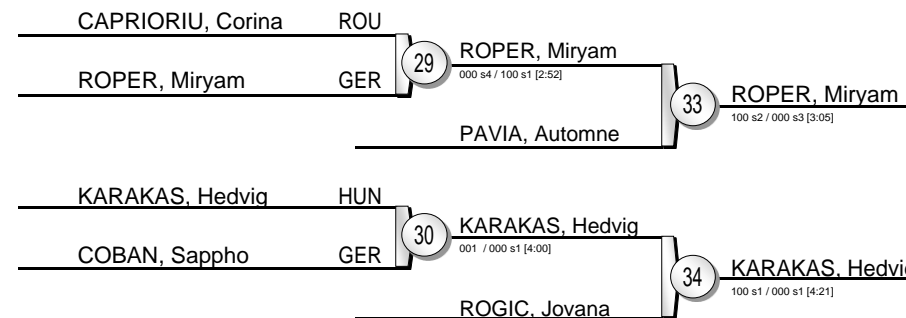 CAPRIORIU, Corina ROU
ROPER, Miryam GER
29
ROPER, Miryam
000 s4 / 100 s1 [2:52]
PAVIA, Automne
33
ROPER, Miryam
100 s2 / 000 s3 [3:05]
KARAKAS, Hedvig HUN
COBAN, Sappho GER
30
KARAKAS, Hedvig
001 / 000 s1 [4:00]
ROGIC, Jovana
34
KARAKAS, Hedvig
100 s1 / 000 s1 [4:21]